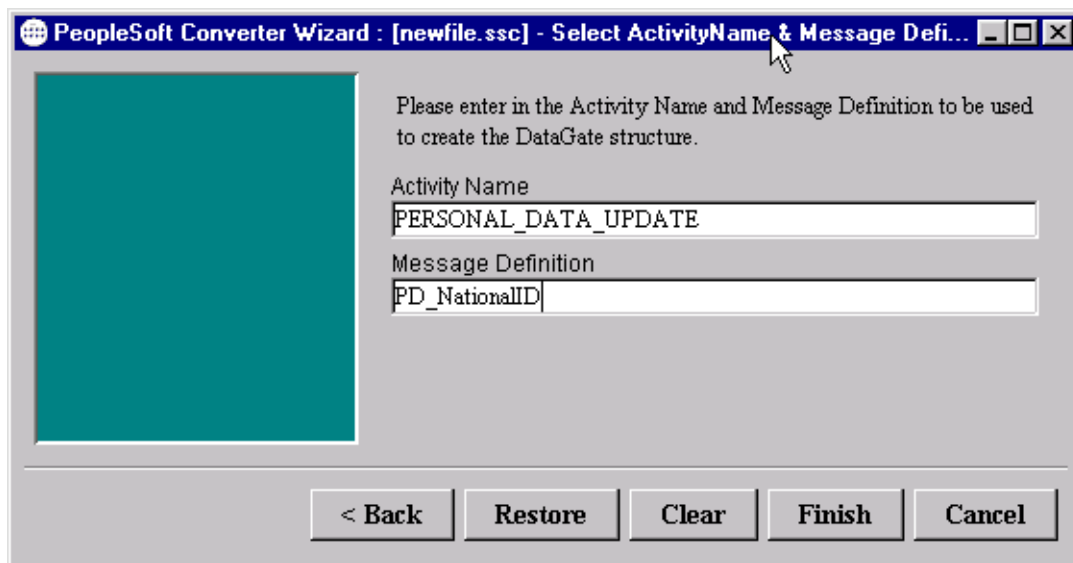 PeopleSoft Converter Wizard : [newfile.ssc] - Select ActivityName & Message Defi...
Please enter in the Activity Name and Message Definition to be used
to create the DataGate structure.
Activity Name
PERSONAL_DATA_UPDATE
Message Definition
PD_NationalID
< Back Restore Clear Finish Cancel